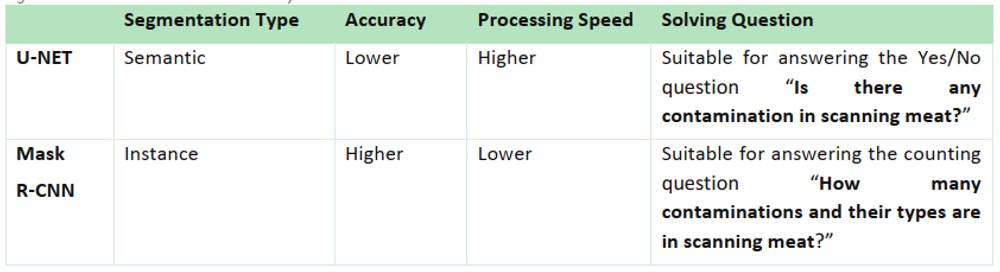 Segmentation Type Accuracy Processing Speed Solving Question
U-NET Semantic Lower Higher Suitable for answering the Yes/No
question “Is there any
contamination in scanning meat?”
Mask Instance Higher Lower Suitable for answering the counting
R-CNN question “How many
contaminations and their types are
in scanning meat?”